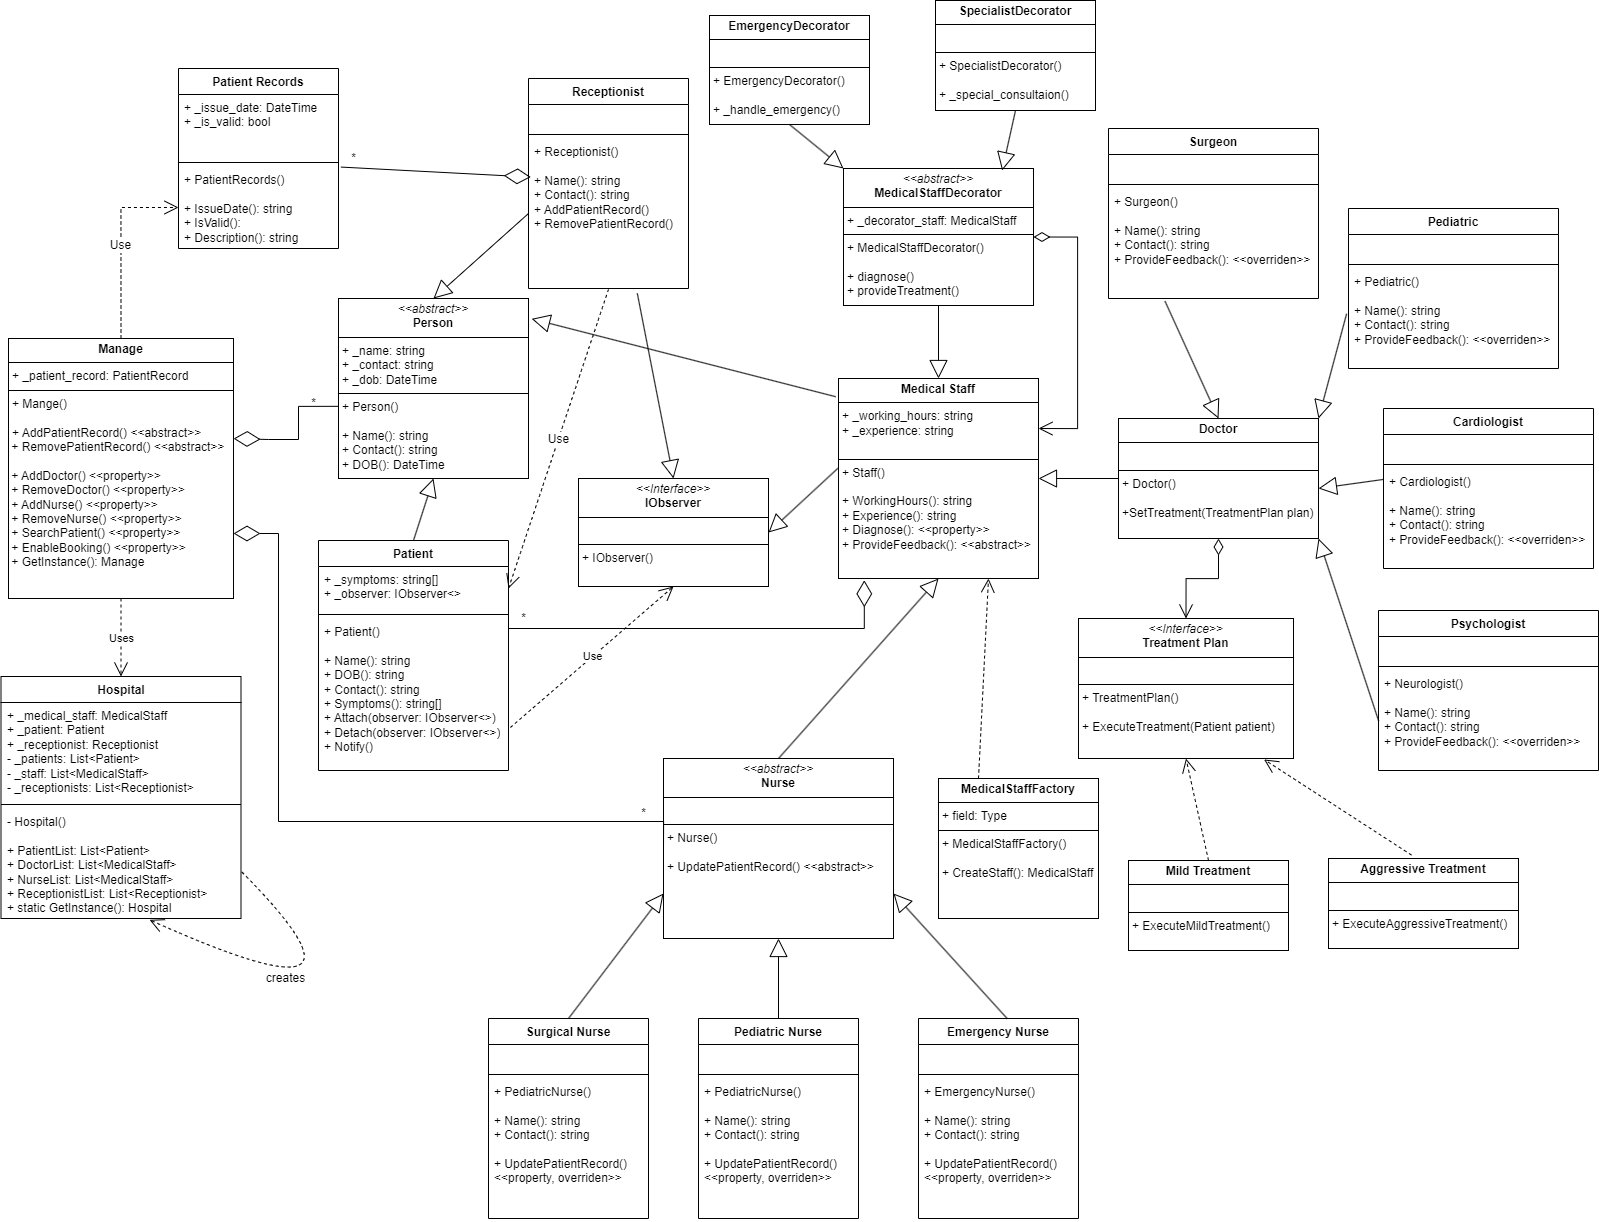 EmergencyDecorator
+ EmergencyDecorator()
+ _handle_emergency()
SpecialistDecorator
+ SpecialistDecorator()
+ _special_consultaion()
Patient Records
+ _issue_date: DateTime
+ _is_valid: bool
+ PatientRecords()
+ IssueDate(): string
+ IsValid():
+ Description(): string
*
Receptionist
+ Receptionist()
+ Name(): string
+ Contact(): string
+ AddPatientRecord()
+ RemovePatientRecord()
<<abstract>>
MedicalStaffDecorator
+ _decorator_staff: MedicalStaff
+ MedicalStaffDecorator()
+ diagnose()
+ provideTreatment()
Surgeon
+ Surgeon()
+ Name(): string
+ Contact(): string
+ ProvideFeedback(): <<overriden>>
Pediatric
+ Pediatric()
+ Name(): string
+ Contact(): string
+ ProvideFeedback(): <<overriden>>
Use
<<abstract>>
Person
+ _name: string
+ _contact: string
+ _dob: DateTime
+ Person()
+ Name(): string
+ Contact(): string
+ DOB(): DateTime
Manage
+ _patient_record: PatientRecord
+ Mange()
+ AddPatientRecord() <<abstract>>
+ RemovePatientRecord() <<abstract>>
+ AddDoctor() <<property>>
+ RemoveDoctor() <<property>>
+ AddNurse() <<property>>
+ RemoveNurse() <<property>>
+ SearchPatient() <<property>>
+ EnableBooking() <<property>>
+ GetInstance(): Manage
*
Use
Medical Staff
+ _working_hours: string
+ _experience: string
+ Staff()
+ WorkingHours(): string
+ Experience(): string
+ Diagnose(): <<property>>
+ ProvideFeedback(): <<abstract>>
Doctor
+ Doctor()
+SetTreatment(TreatmentPlan plan)
Cardiologist
+ Cardiologist()
+ Name(): string
+ Contact(): string
+ ProvideFeedback(): <<overriden>>
<<Interface>>
IObserver
+ IObserver()
Patient
+ _symptoms: string[]
+ _observer: IObserver<>
+ Patient()
+ Name(): string
+ DOB(): string
+ Contact(): string
+ Symptoms(): string[]
+ Attach(observer: IObserver<>)
+ Detach(observer: IObserver<>)
+ Notify()
*
Use
Uses
<<Interface>>
Treatment Plan
+ TreatmentPlan()
+ ExecuteTreatment(Patient patient)
Psychologist
+ Neurologist()
+ Name(): string
+ Contact(): string
+ ProvideFeedback(): <<overriden>>
Hospital
+ _medical_staff: MedicalStaff
+ _patient: Patient
+ _receptionist: Receptionist
- _patients: List<Patient>
- _staff: List<MedicalStaff>
- _receptionists: List<Receptionist>
- Hospital()
+ PatientList: List<Patient>
+ DoctorList: List<MedicalStaff>
+ NurseList: List<MedicalStaff>
+ ReceptionistList: List<Receptionist>
+ static GetInstance(): Hospital
creates
*
<<abstract>>
Nurse
+ Nurse()
+ UpdatePatientRecord() <<abstract>>
MedicalStaffFactory
+ field: Type
+ MedicalStaffFactory()
+ CreateStaff(): MedicalStaff
Mild Treatment
+ ExecuteMildTreatment()
Aggressive Treatment
+ ExecuteAggressiveTreatment()
Surgical Nurse
+ PediatricNurse()
+ Name(): string
+ Contact(): string
+ UpdatePatientRecord()
<<property, overriden>>
Pediatric Nurse
+ PediatricNurse()
+ Name(): string
+ Contact(): string
+ UpdatePatientRecord()
<<property, overriden>>
Emergency Nurse
+ EmergencyNurse()
+ Name(): string
+ Contact(): string
+ UpdatePatientRecord()
<<property, overriden>>